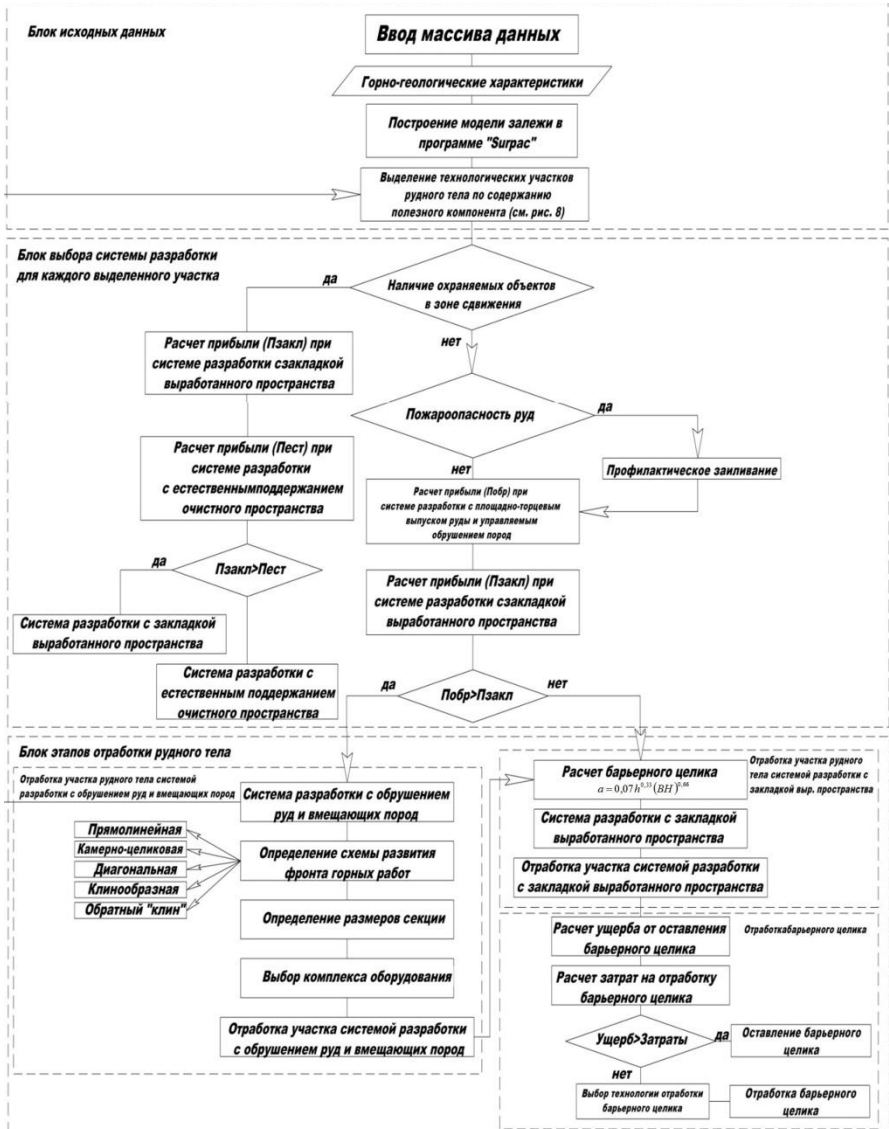 Блок исходных данных
Ввод массива данных
Горно-геологические характеристики
Построение модели залежи в
программе "Surpac"
Выделение технологических участков
рудного тела по содержанию
полезного компонента (см. рис. 8)
Блок выбора системы разработки
для каждого выделенного участка
да
Наличие охраняемых объектов
в зоне сдвижения
нет
Расчет прибыли (Пзакл) при
системе разработки сзакладкой
выработанного пространства
Пожароопасность руд
да
Расчет прибыли (Пест) при
системе разработки
с естественнымподдержанием
очистного пространства
нет
Профилактическое заиливание
Расчет прибыли (Побр) при
системе разработки с площадно-торцевым
выпуском руды и управляемым
обрушением пород
да
Пзакл>Пест
Расчет прибыли (Пзакл) при
системе разработки сзакладкой
выработанного пространства
Система разработки с закладкой
выработанного пространства
Система разработки с
естественным поддержанием
очистного пространства
да
Побр>Пзакл
нет
Блок этапов отработки рудного тела
Отработка участка рудного тела системой
разработки с обрушением руд и вмещающих пород
Система разработки с обрушением
руд и вмещающих пород
Прямолинейная
Камерно-целиковая
Диагональная
Клинообразная
Обратный "клин"
Определение схемы развития
фронта горных работ
Определение размеров секции
Выбор комплекса оборудования
Отработка участка системой разработки
с обрушением руд и вмещающих пород
Расчет барьерного целика
a = 0,07 h^0,33 (BH)^0,68
Отработка участка рудного
тела системой разработки с
закладкой выр. пространства
Система разработки с закладкой
выработанного пространства
Отработка участка системой разработки
с закладкой выработанного пространства
Расчет ущерба от оставления
барьерного целика
Отработкабарьерного целика
Расчет затрат на отработку
барьерного целика
Ущерб>Затраты
да
Оставление барьерного
целика
нет
Выбор технологии отработки
барьерного целика
Отработка барьерного
целика